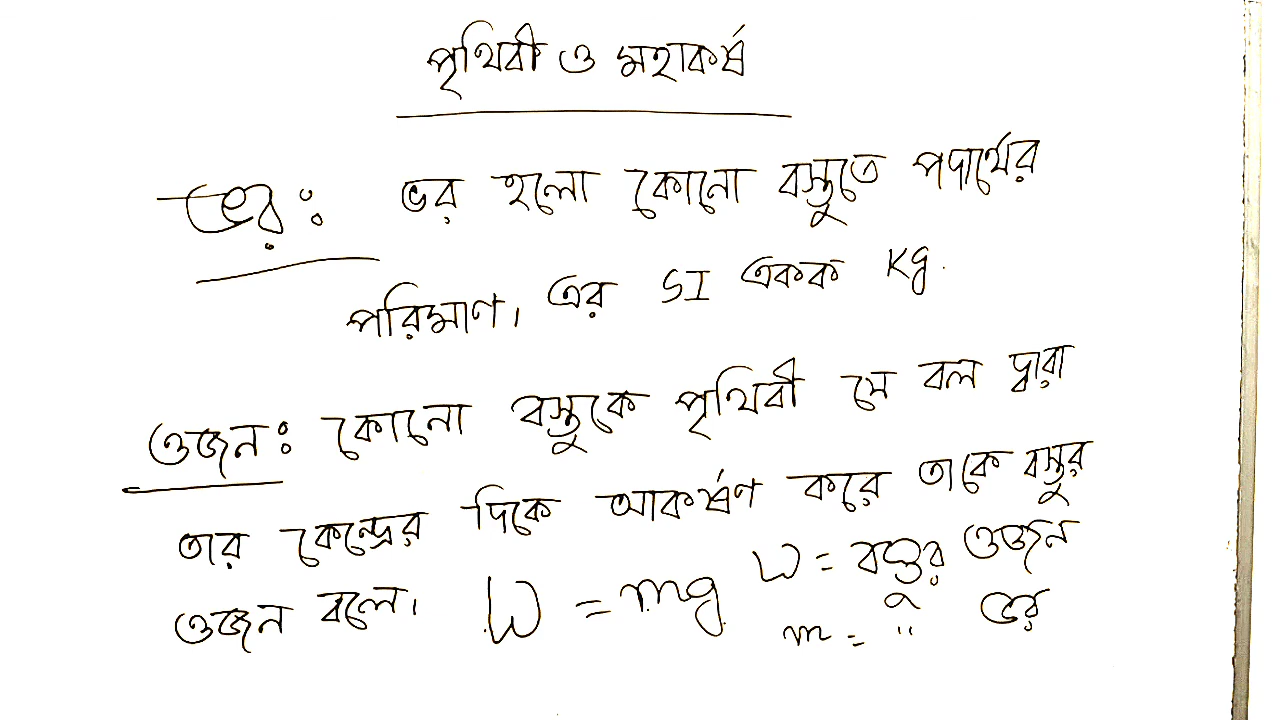 পৃথিবী ও মহাকর্ষ
ভর: ভর হলো কোনো বস্তুতে পদার্থের
পরিমাণ। এর SI একক Kg.
ওজন: কোনো বস্তুকে পৃথিবী যে বল দ্বারা
তার কেন্দ্রের দিকে আকর্ষণ করে তাকে বস্তুর
ওজন বলে। W = mg W = বস্তুর ওজন
m = " ভর